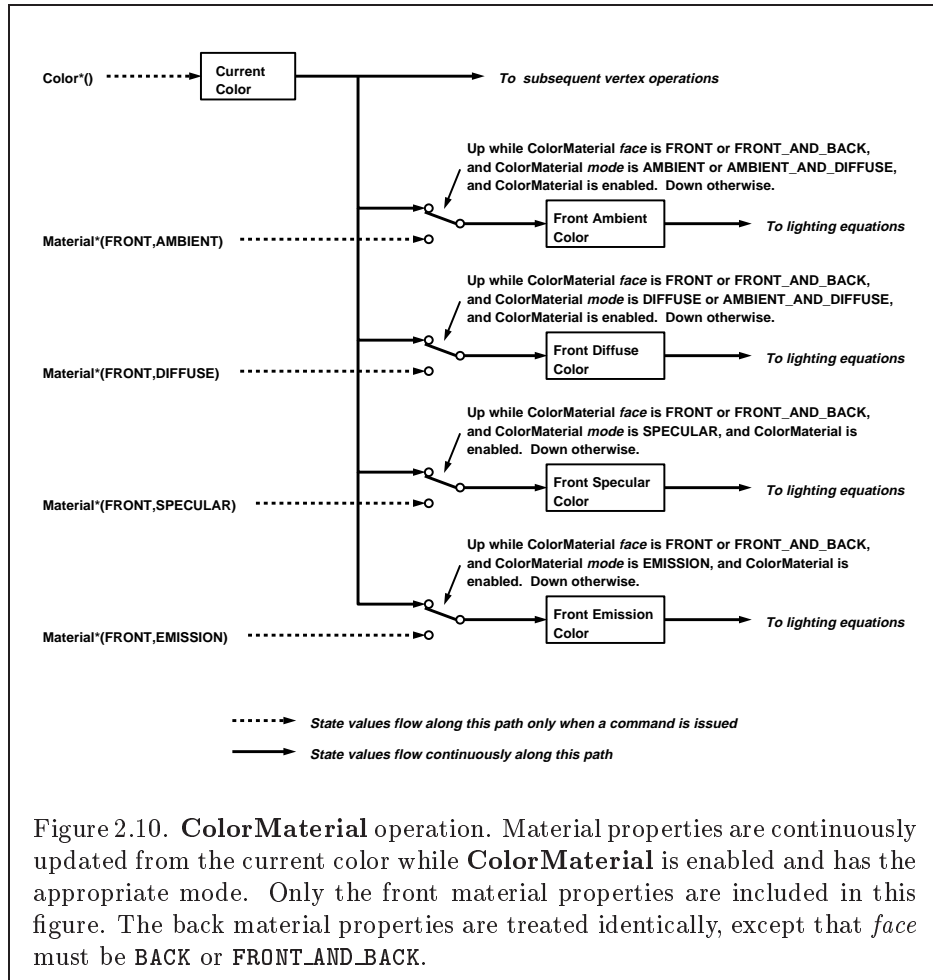 Color*()
Current
Color
To subsequent vertex operations
Up while ColorMaterial face is FRONT or FRONT_AND_BACK,
and ColorMaterial mode is AMBIENT or AMBIENT_AND_DIFFUSE,
and ColorMaterial is enabled. Down otherwise.
Material*(FRONT,AMBIENT)
Front Ambient
Color
To lighting equations
Up while ColorMaterial face is FRONT or FRONT_AND_BACK,
and ColorMaterial mode is DIFFUSE or AMBIENT_AND_DIFFUSE,
and ColorMaterial is enabled. Down otherwise.
Material*(FRONT,DIFFUSE)
Front Diffuse
Color
To lighting equations
Up while ColorMaterial face is FRONT or FRONT_AND_BACK,
and ColorMaterial mode is SPECULAR, and ColorMaterial is
enabled. Down otherwise.
Material*(FRONT,SPECULAR)
Front Specular
Color
To lighting equations
Up while ColorMaterial face is FRONT or FRONT_AND_BACK,
and ColorMaterial mode is EMISSION, and ColorMaterial is
enabled. Down otherwise.
Material*(FRONT,EMISSION)
Front Emission
Color
To lighting equations
State values flow along this path only when a command is issued
State values flow continuously along this path
Figure 2.10. ColorMaterial operation. Material properties are continuously
updated from the current color while ColorMaterial is enabled and has the
appropriate mode. Only the front material properties are included in this
figure. The back material properties are treated identically, except that face
must be BACK or FRONT_AND_BACK.